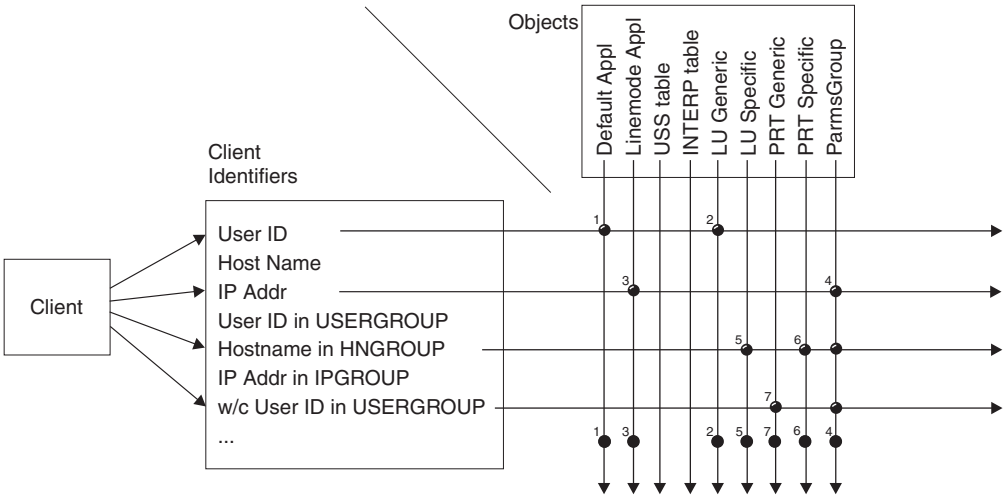 Objects
Default Appl
Linemode Appl
USS table
INTERP table
LU Generic
LU Specific
PRT Generic
PRT Specific
ParmsGroup
Client
Identifiers
Client
User ID
Host Name
IP Addr
User ID in USERGROUP
Hostname in HNGROUP
IP Addr in IPGROUP
w/c User ID in USERGROUP
...
1 2
3 4
5 6
7
1 3 2 5 7 6 4